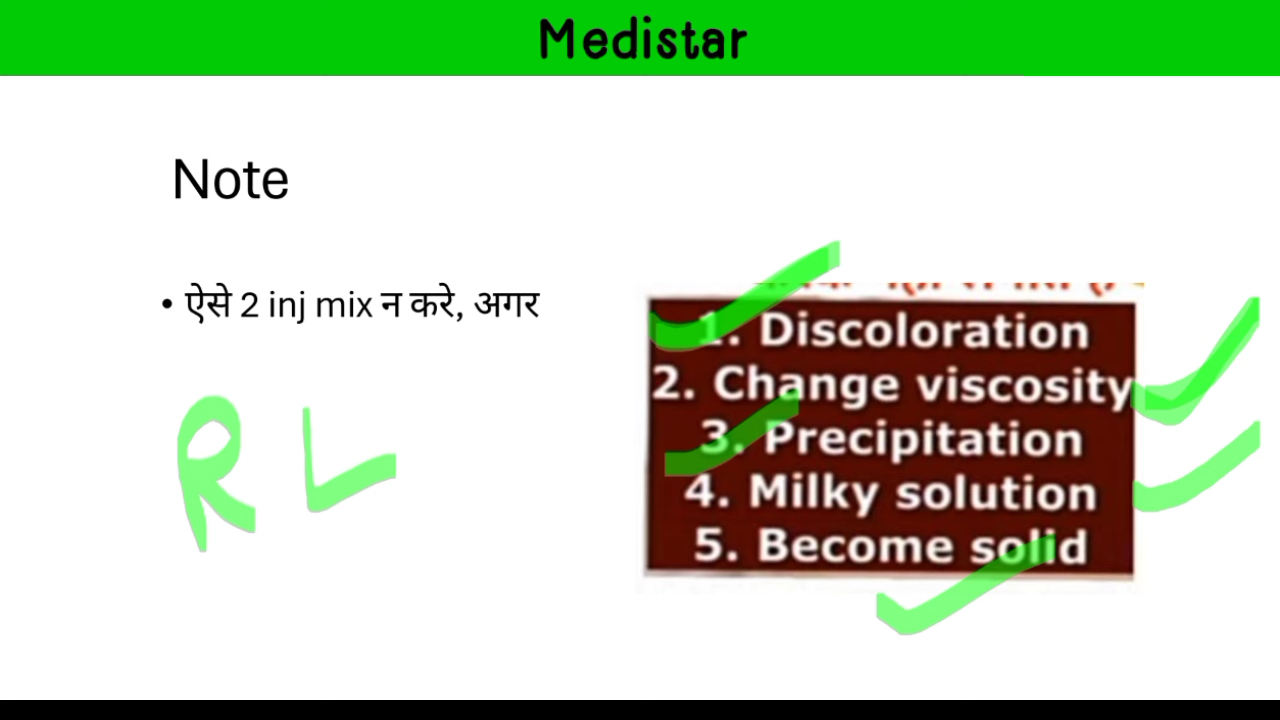 Medistar
Note
• ऐसे 2 inj mix न करे, अगर
R L
1. Discoloration
2. Change viscosity
3. Precipitation
4. Milky solution
5. Become solid